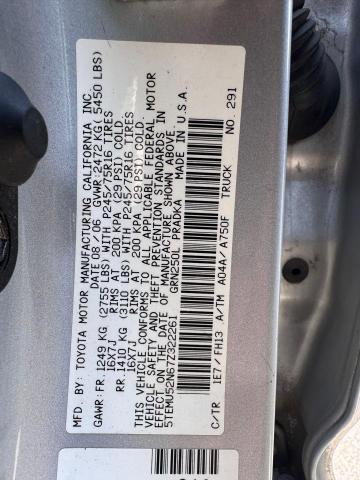 MFD. BY: TOYOTA MOTOR MANUFACTURING CALIFORNIA, INC.
DATE 08/06 GVWR:2472 KG( 5450 LBS)
GAWR:FR.1249 KG (2755 LBS) WITH P245/75R16 TIRES
16X7J RIMS AT 200 KPA (29 PSI) COLD.
RR.1410 KG (3110 LBS) WITH P245/75R16 TIRES
16X7J RIMS AT 200 KPA (29 PSI) COLD.
THIS VEHICLE CONFORMS TO ALL APPLICABLE FEDERAL MOTOR
VEHICLE SAFETY AND THEFT PREVENTION STANDARDS IN
EFFECT ON THE DATE OF MANUFACTURE SHOWN ABOVE.
5TEMU52N67Z322261 MADE IN U.S.A.
GRN250L PRADKA
TRUCK
C/TR 1E7/FH13 .A/TM A04A/A750F
NO. 291